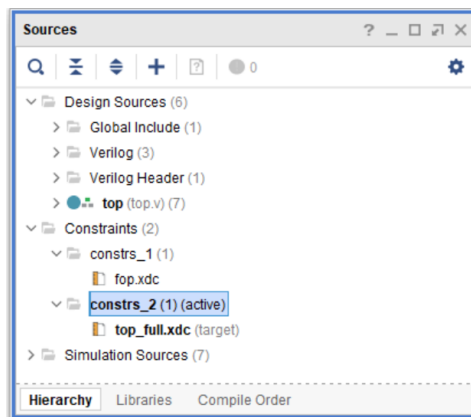 Sources
0
Design Sources (6)
Global Include (1)
Verilog (3)
Verilog Header (1)
top (top.v) (7)
Constraints (2)
constrs_1 (1)
fop.xdc
constrs_2 (1) (active)
top_full.xdc (target)
Simulation Sources (7)
Hierarchy Libraries Compile Order